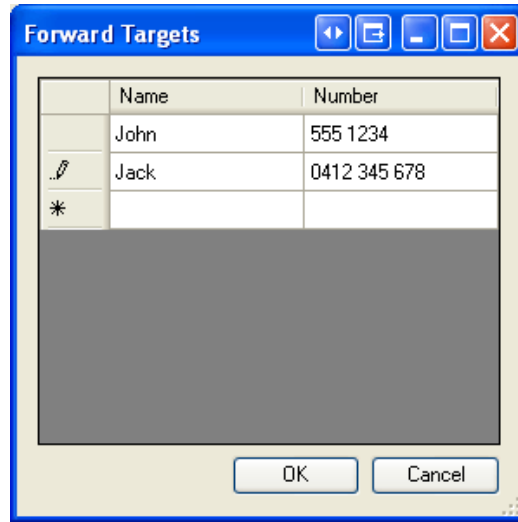 Forward Targets
Name Number
John 555 1234
Jack 0412 345 678
OK Cancel